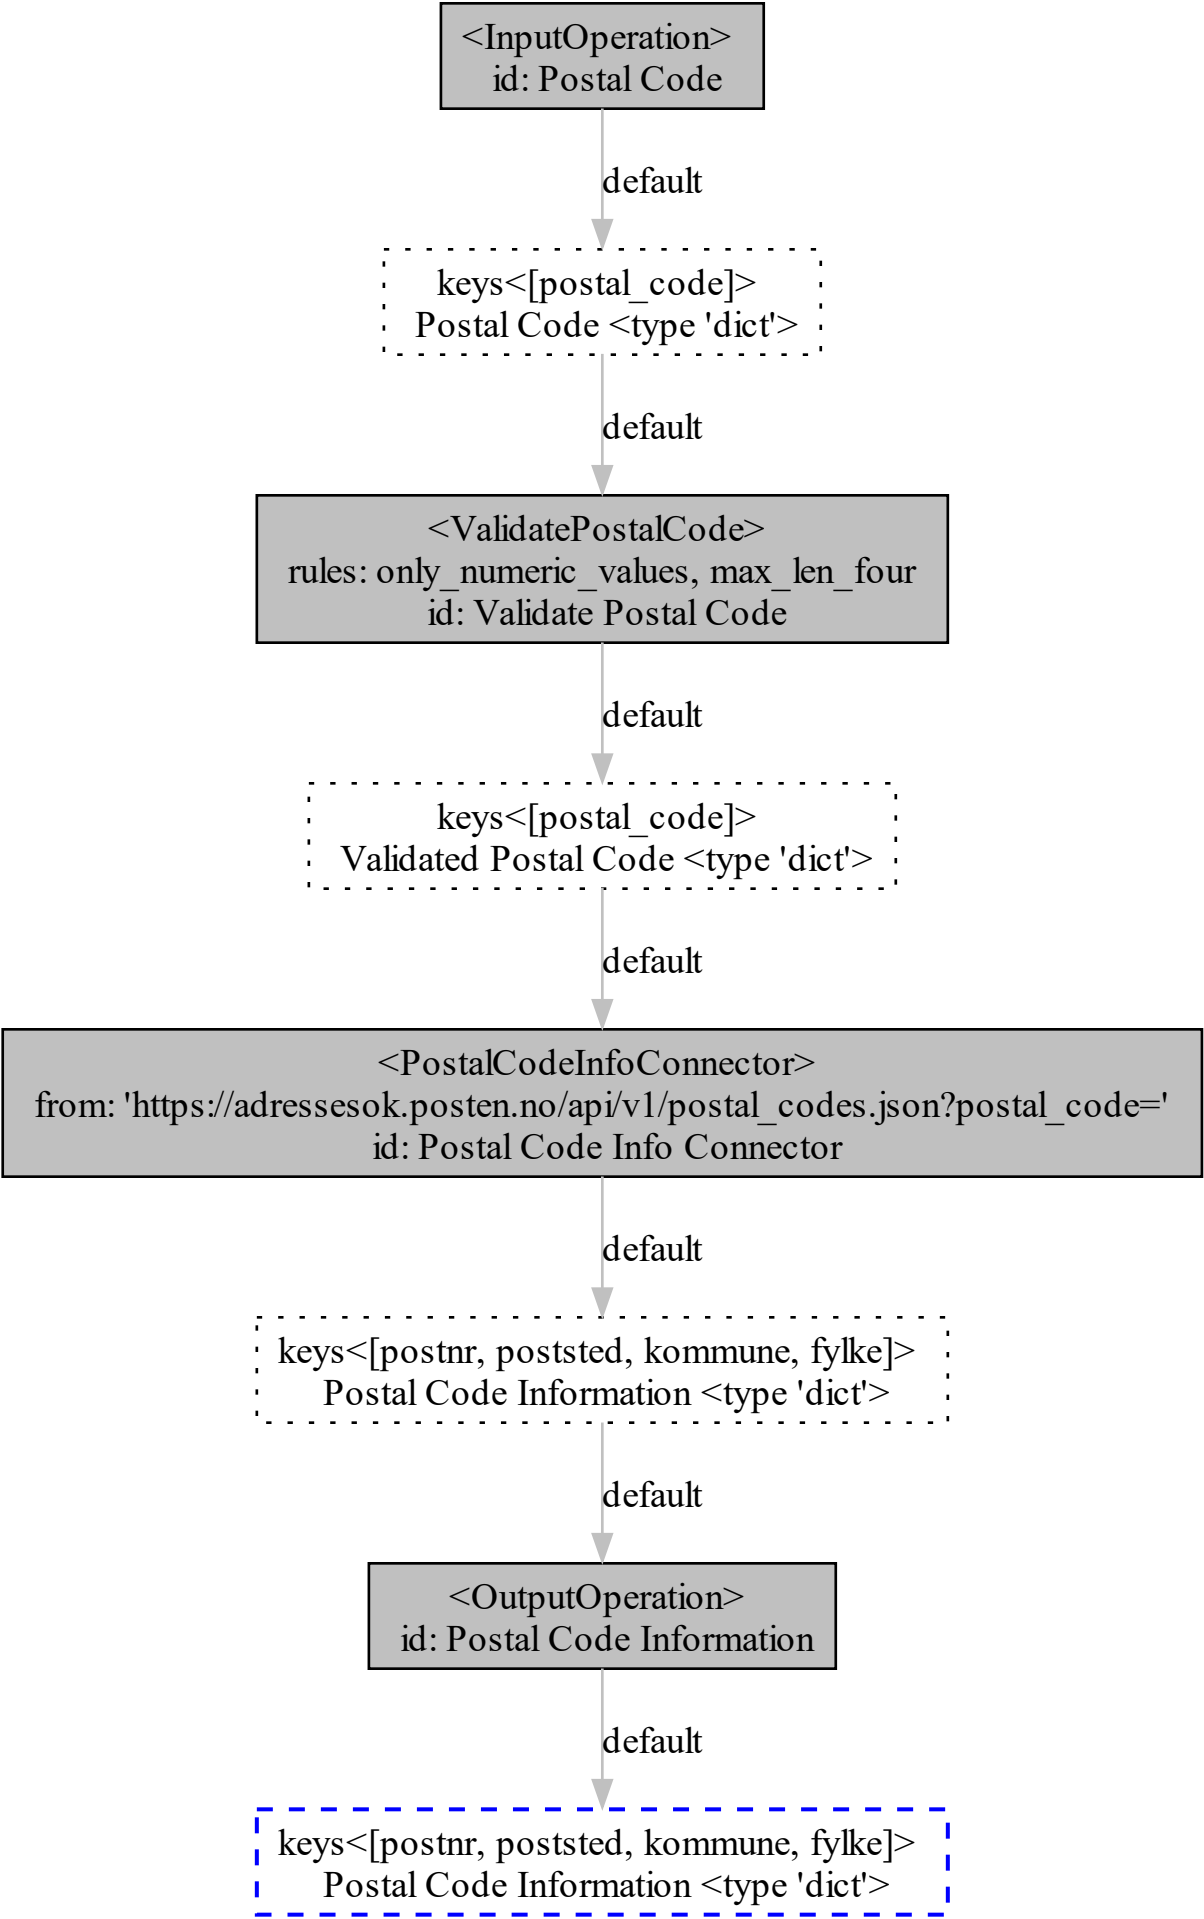 <InputOperation>
id: Postal Code
default
keys<[postal_code]>
Postal Code <type 'dict'>
default
<ValidatePostalCode>
rules: only_numeric_values, max_len_four
id: Validate Postal Code
default
keys<[postal_code]>
Validated Postal Code <type 'dict'>
default
<PostalCodeInfoConnector>
from: 'https://adressesok.posten.no/api/v1/postal_codes.json?postal_code='
id: Postal Code Info Connector
default
keys<[postnr, poststed, kommune, fylke]>
Postal Code Information <type 'dict'>
default
<OutputOperation>
id: Postal Code Information
default
keys<[postnr, poststed, kommune, fylke]>
Postal Code Information <type 'dict'>